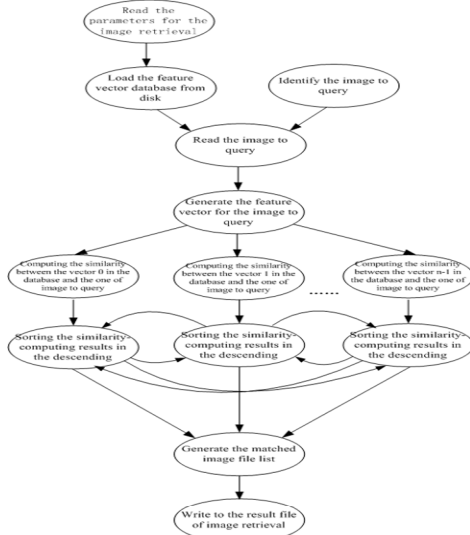 Read the
parameters for the
image retrieval
Load the feature
vector database from
disk
Identify the image to
query
Read the image to
query
Generate the feature
vector for the image to
query
Computing the similarity
between the vector 0 in the
database and the one of
image to query
Computing the similarity
between the vector 1 in the
database and the one of
image to query
......
Computing the similarity
between the vector n-1 in
the database and the one of
image to query
Sorting the similarity-
computing results in
the descending
Sorting the similarity-
computing results in
the descending
Sorting the similarity-
computing results in
the descending
Generate the matched
image file list
Write to the result file
of image retrieval